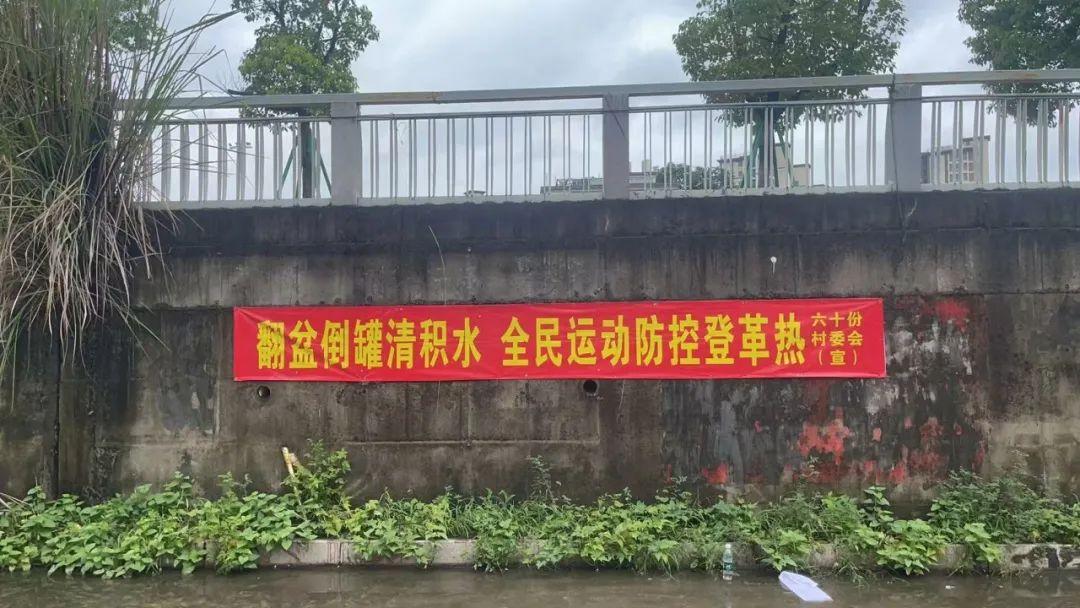 翻盆倒罐清积水 全民运动防控登革热
六十份
村委会
（宣）